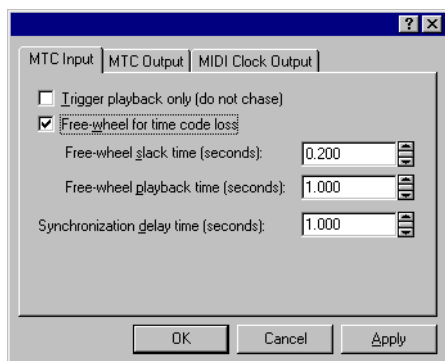 MTC Input MTC Output MIDI Clock Output
Trigger playback only (do not chase)
Free-wheel for time code loss
Free-wheel slack time (seconds): 0.200
Free-wheel playback time (seconds): 1.000
Synchronization delay time (seconds): 1.000
OK Cancel Apply